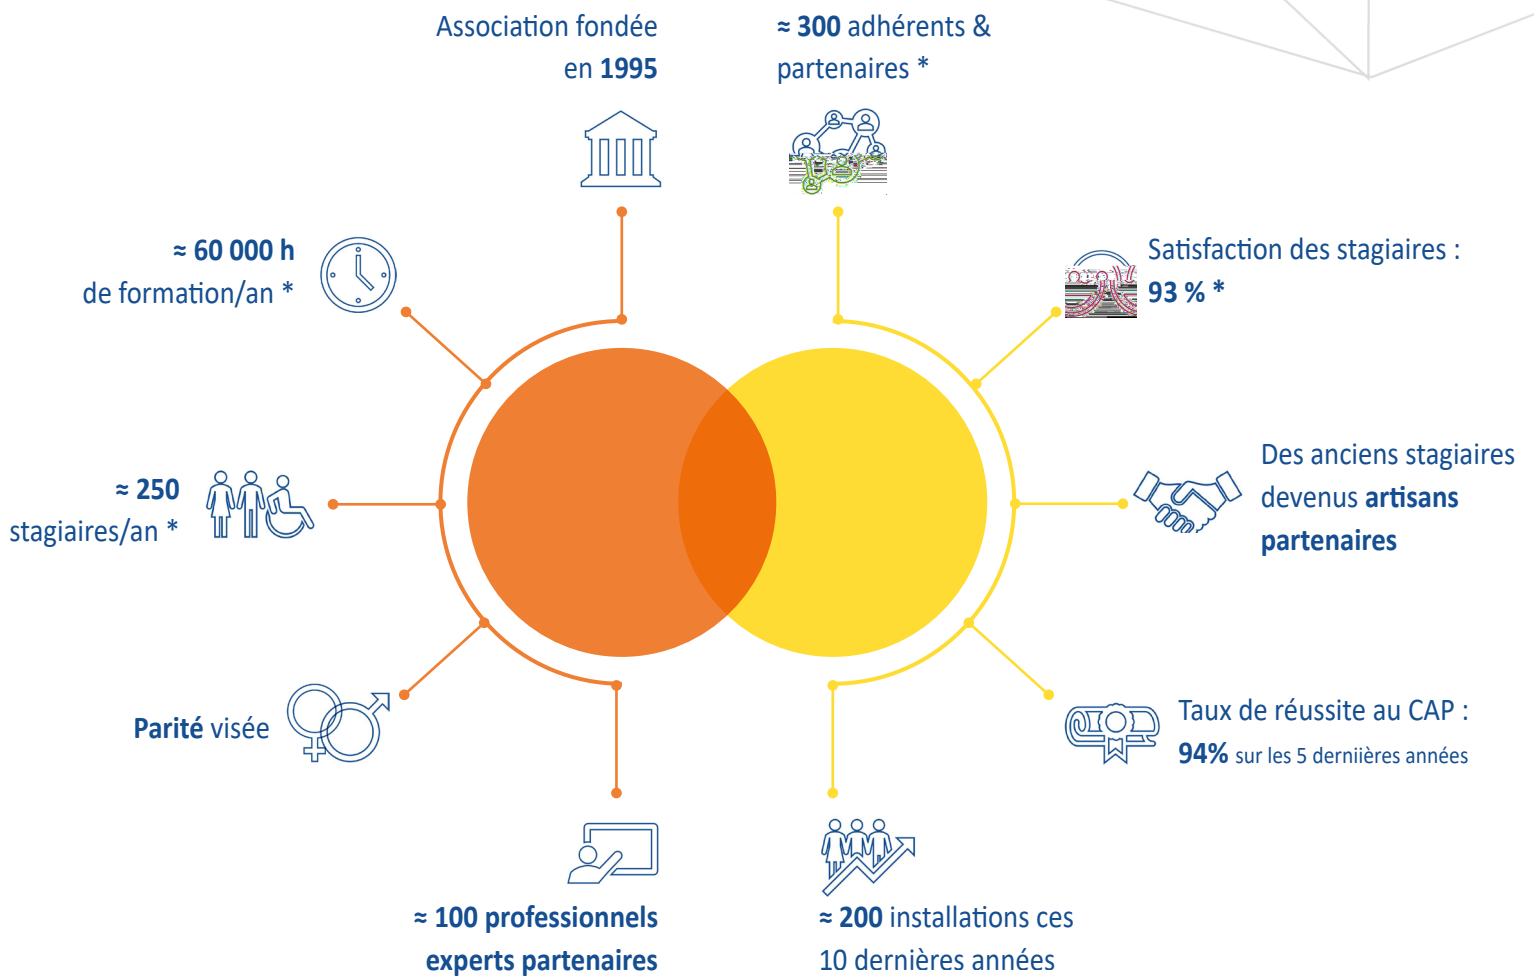 Association fondée
en 1995
≈ 300 adhérents &
partenaires *
≈ 60 000 h
de formation/an *
Satisfaction des stagiaires :
93 % *
≈ 250
stagiaires/an *
Des anciens stagiaires
devenus artisans
partenaires
Parité visée
Taux de réussite au CAP :
94% sur les 5 derniières années
≈ 100 professionnels
experts partenaires
≈ 200 installations ces
10 dernières années